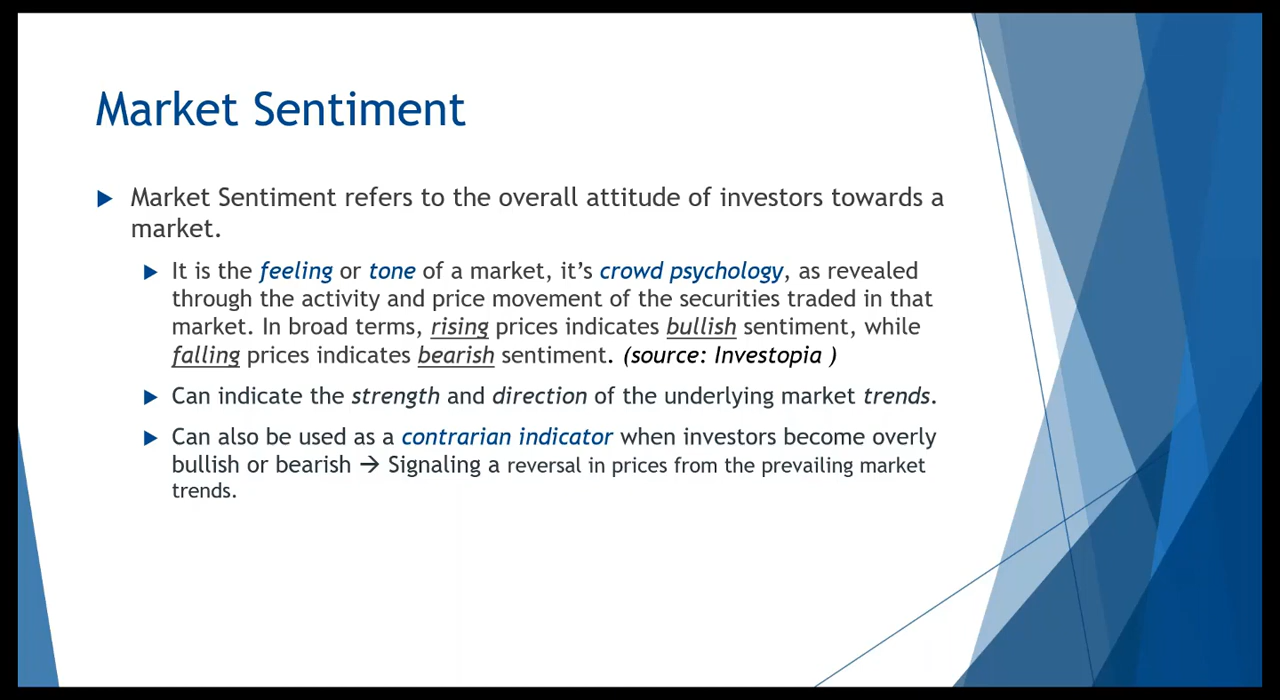 Market Sentiment
Market Sentiment refers to the overall attitude of investors towards a
market.
It is the feeling or tone of a market, it’s crowd psychology, as revealed
through the activity and price movement of the securities traded in that
market. In broad terms, rising prices indicates bullish sentiment, while
falling prices indicates bearish sentiment. (source: Investopia )
Can indicate the strength and direction of the underlying market trends.
Can also be used as a contrarian indicator when investors become overly
bullish or bearish → Signaling a reversal in prices from the prevailing market
trends.